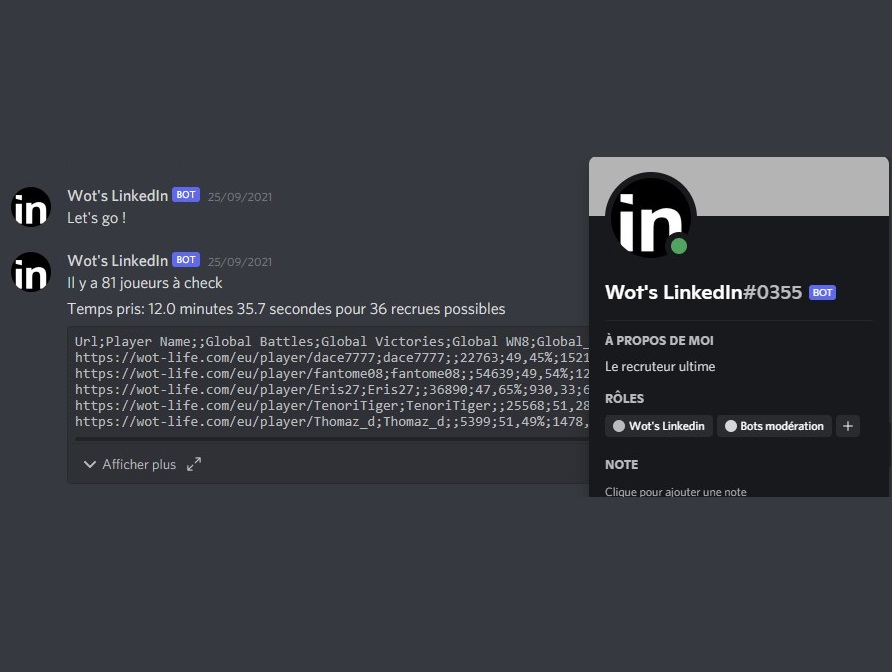 in Wot's LinkedIn BOT 25/09/2021
Let's go !
in Wot's LinkedIn BOT 25/09/2021
Il y a 81 joueurs à check
Temps pris: 12.0 minutes 35.7 secondes pour 36 recrues possibles
Url;Player Name;;Global Battles;Global Victories;Global WN8;Global_
https://wot-life.com/eu/player/dace7777;dace7777;;22763;49,45%;1521
https://wot-life.com/eu/player/fantome08;fantome08;;54639;49,54%;12
https://wot-life.com/eu/player/Eris27;Eris27;;36890;47,65%;930,33;6
https://wot-life.com/eu/player/TenoriTiger;TenoriTiger;;25568;51,28
https://wot-life.com/eu/player/Thomaz_d;Thomaz_d;;5399;51,49%;1478,
Afficher plus
in
Wot's LinkedIn#0355 BOT
À PROPOS DE MOI
Le recruteur ultime
RÔLES
Wot's Linkedin Bots modération +
NOTE
Clique pour ajouter une note